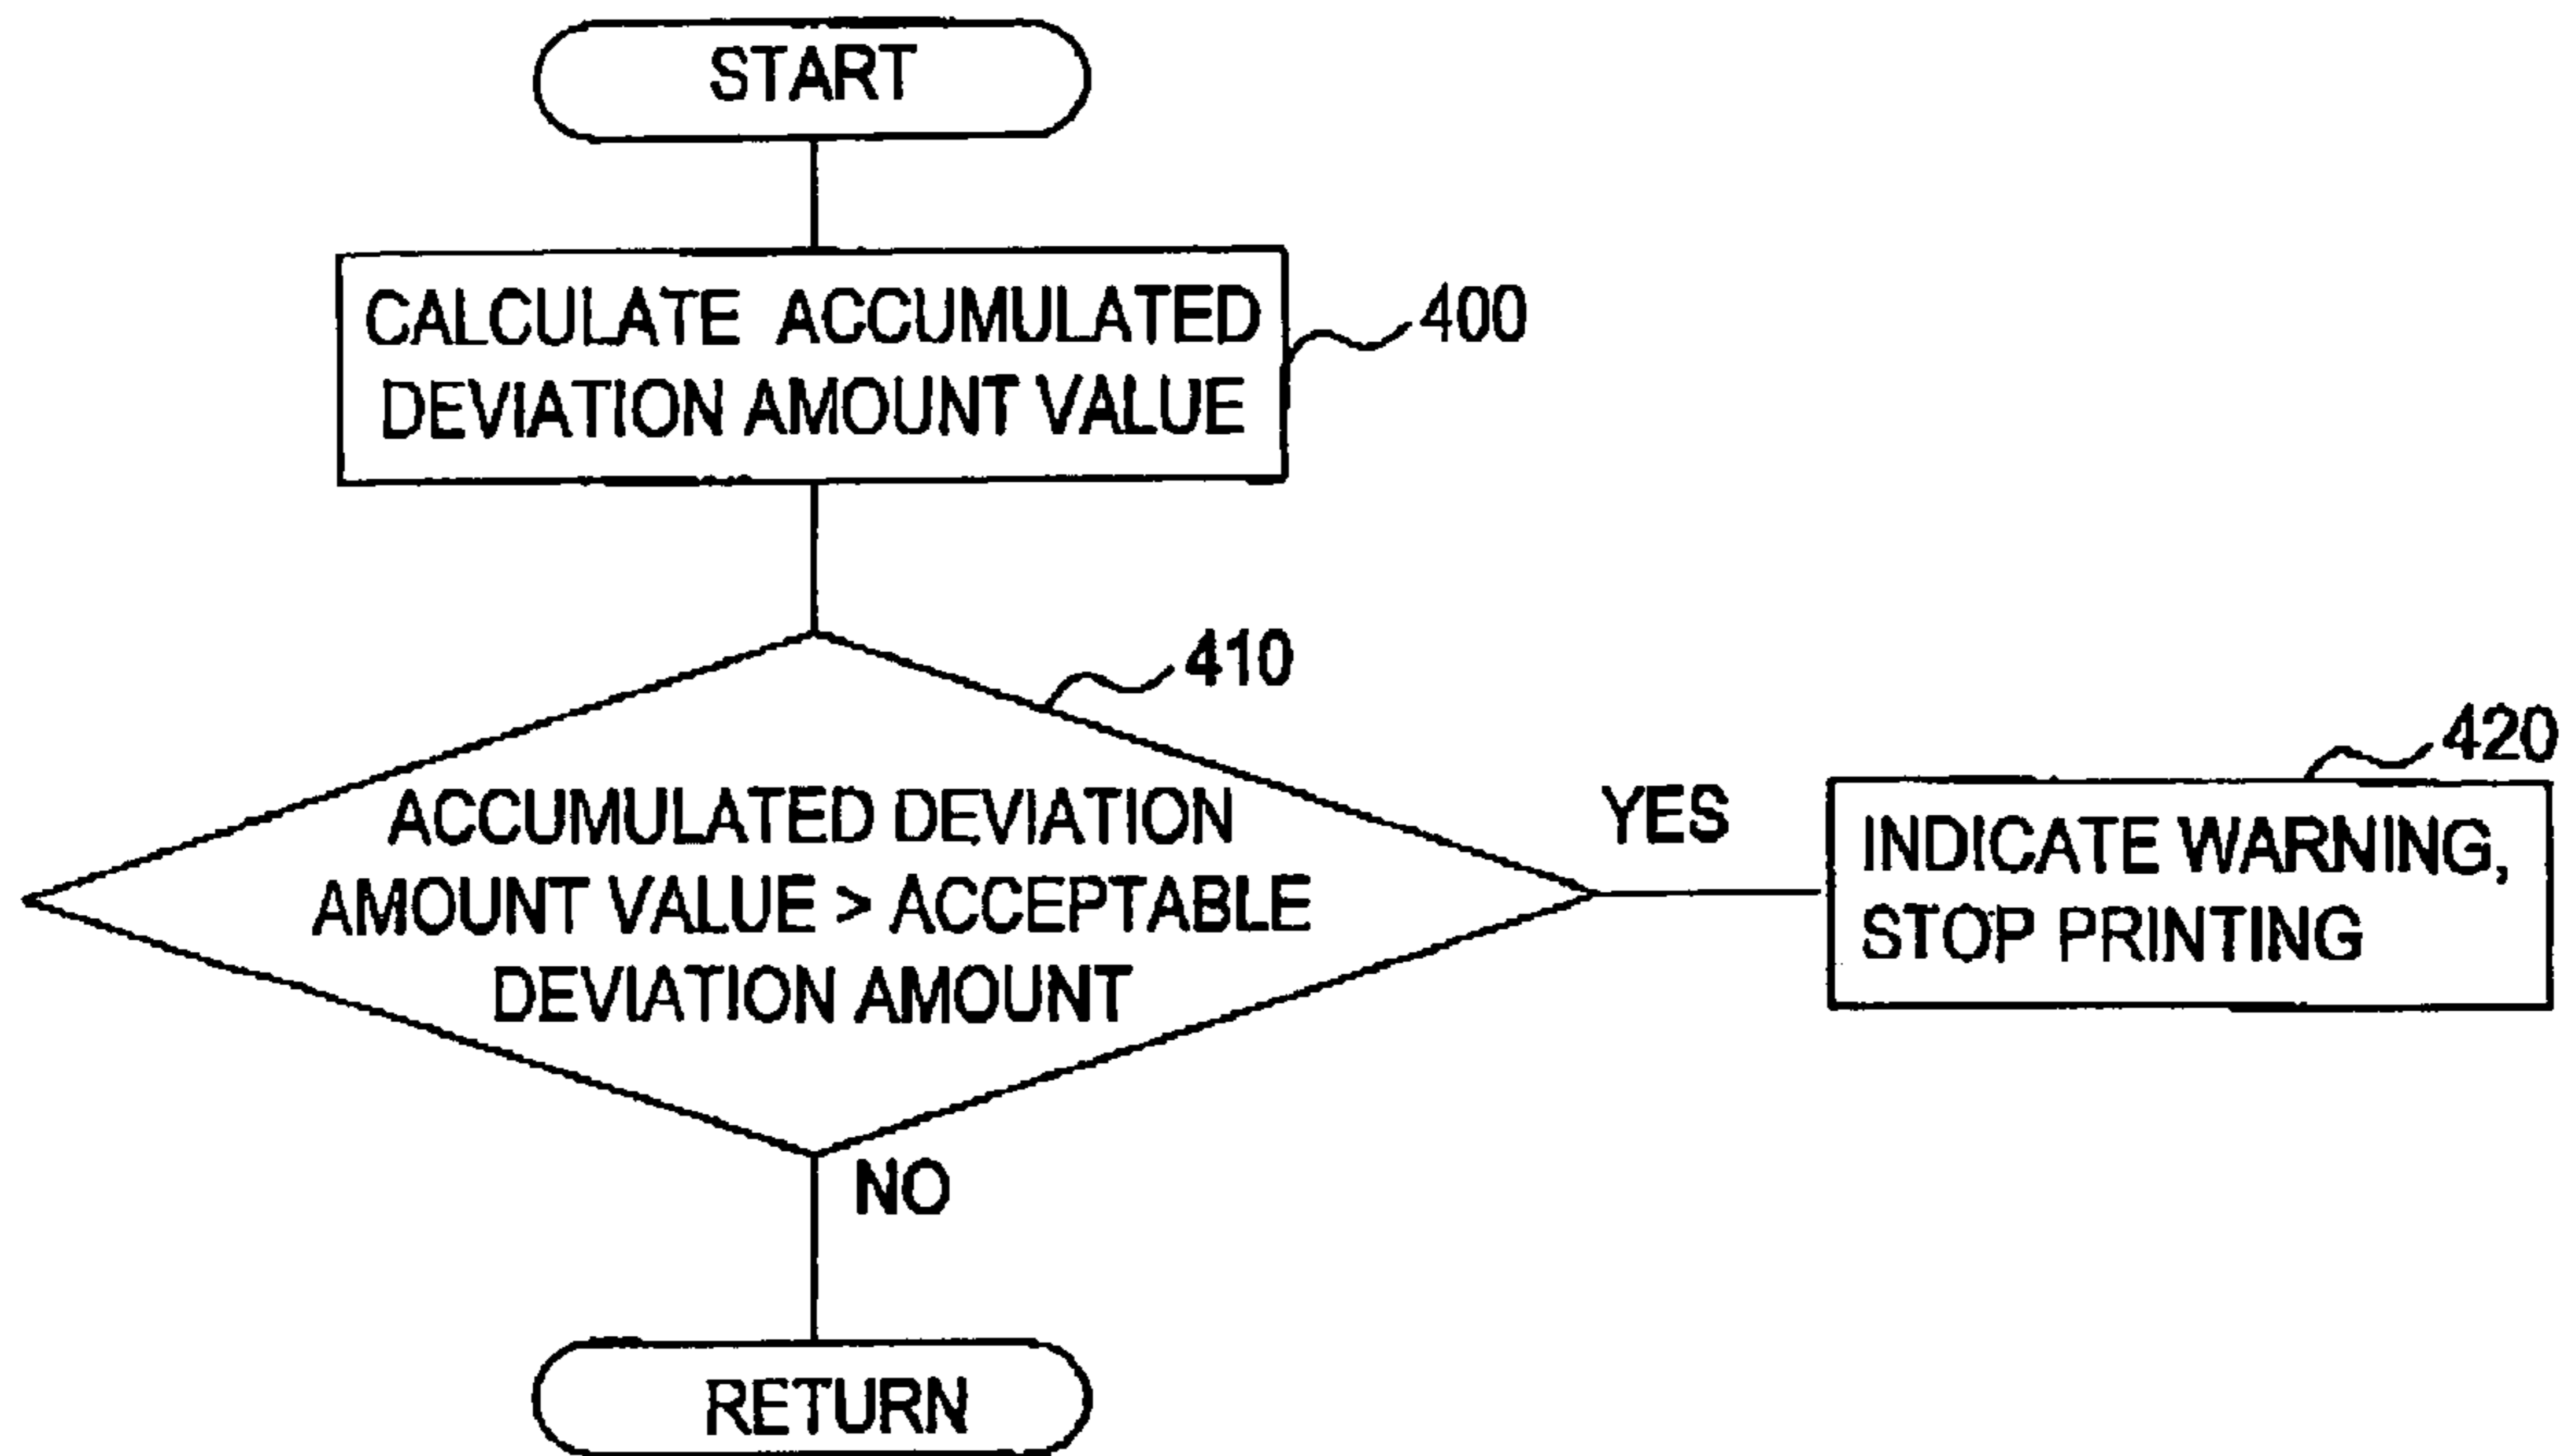 START
CALCULATE ACCUMULATED
DEVIATION AMOUNT VALUE
400
410
ACCUMULATED DEVIATION
AMOUNT VALUE > ACCEPTABLE
DEVIATION AMOUNT
YES
420
INDICATE WARNING,
STOP PRINTING
NO
RETURN